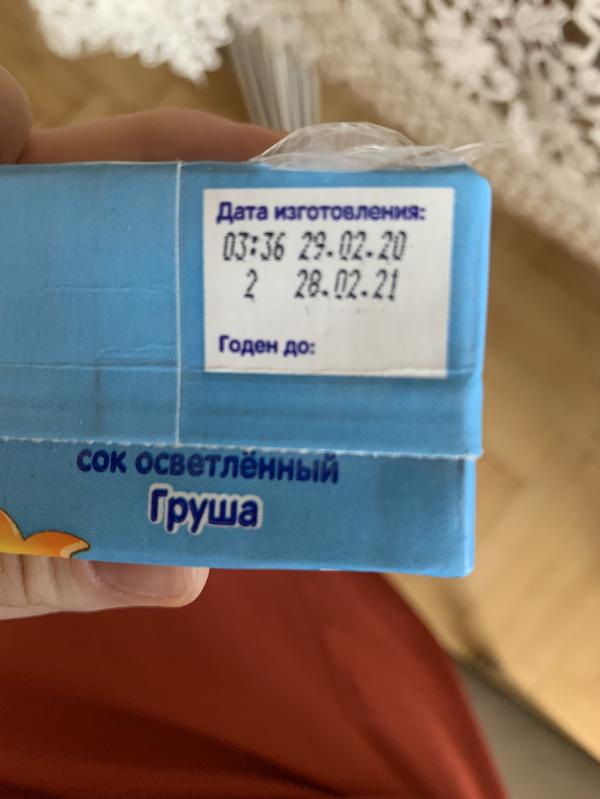 Дата изготовления:
03:36 29.02.20
2 28.02.21
Годен до:
сок осветлённый
Груша